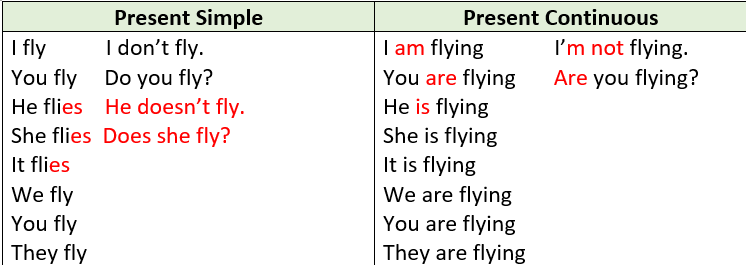 Present Simple Present Continuous
I fly I don’t fly. I am flying I’m not flying.
You fly Do you fly? You are flying Are you flying?
He flies He doesn’t fly. He is flying
She flies Does she fly? She is flying
It flies It is flying
We fly We are flying
You fly You are flying
They fly They are flying